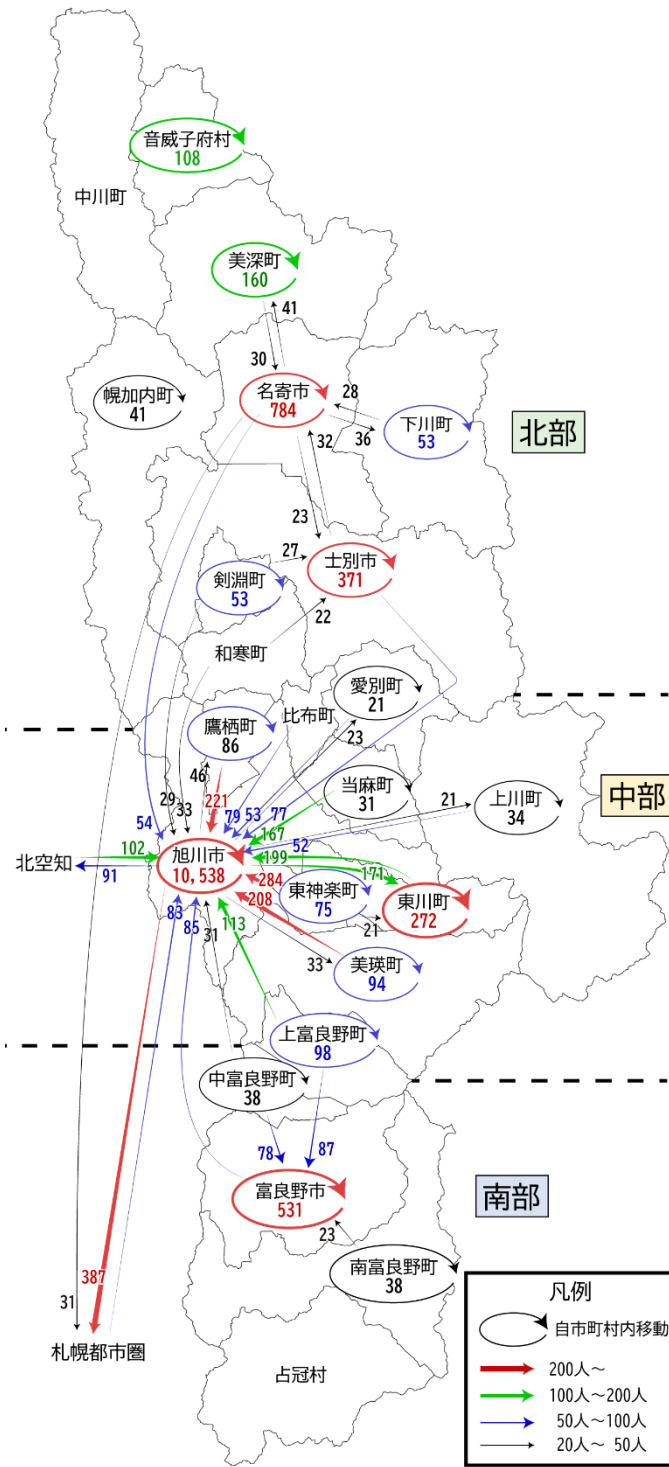 音威子府村
108
中川町
美深町
160
41
30
幌加内町
41
名寄市
784
28
36
下川町
53
北部
32
23
27
士別市
371
剣淵町
53
22
和寒町
愛別町
21
比布町
鷹栖町
86
23
46
当麻町
31
中部
21
上川町
34
29
33
221
79
53
77
167
54
52
102
旭川市
10,538
199
171
北空知
91
284
東神楽町
75
東川町
272
208
83
85
31
113
21
33
美瑛町
94
上富良野町
98
中富良野町
38
78
87
富良野市
531
南部
23
南富良野町
38
387
31
札幌都市圏
占冠村
凡例
自市町村内移動
200人～
100人～200人
50人～100人
20人～ 50人